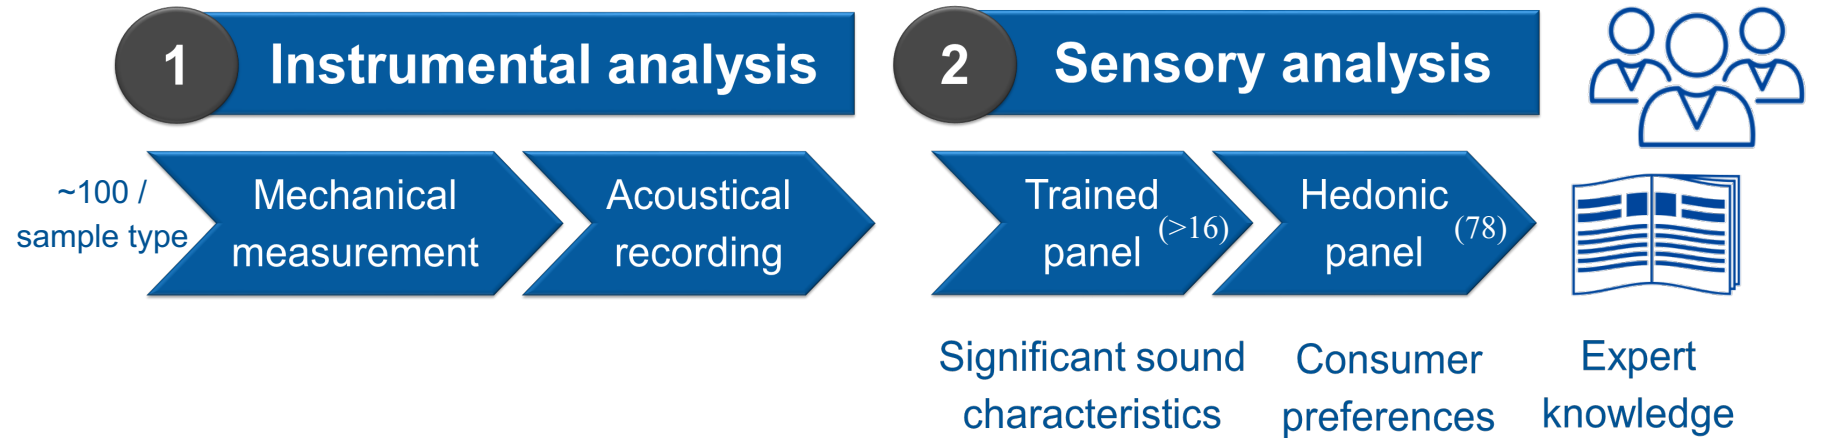 1
Instrumental analysis
2
Sensory analysis
~100 /
sample type
Mechanical
measurement
Acoustical
recording
Trained
panel
(>16)
Hedonic
panel
(78)
Significant sound
characteristics
Consumer
preferences
Expert
knowledge